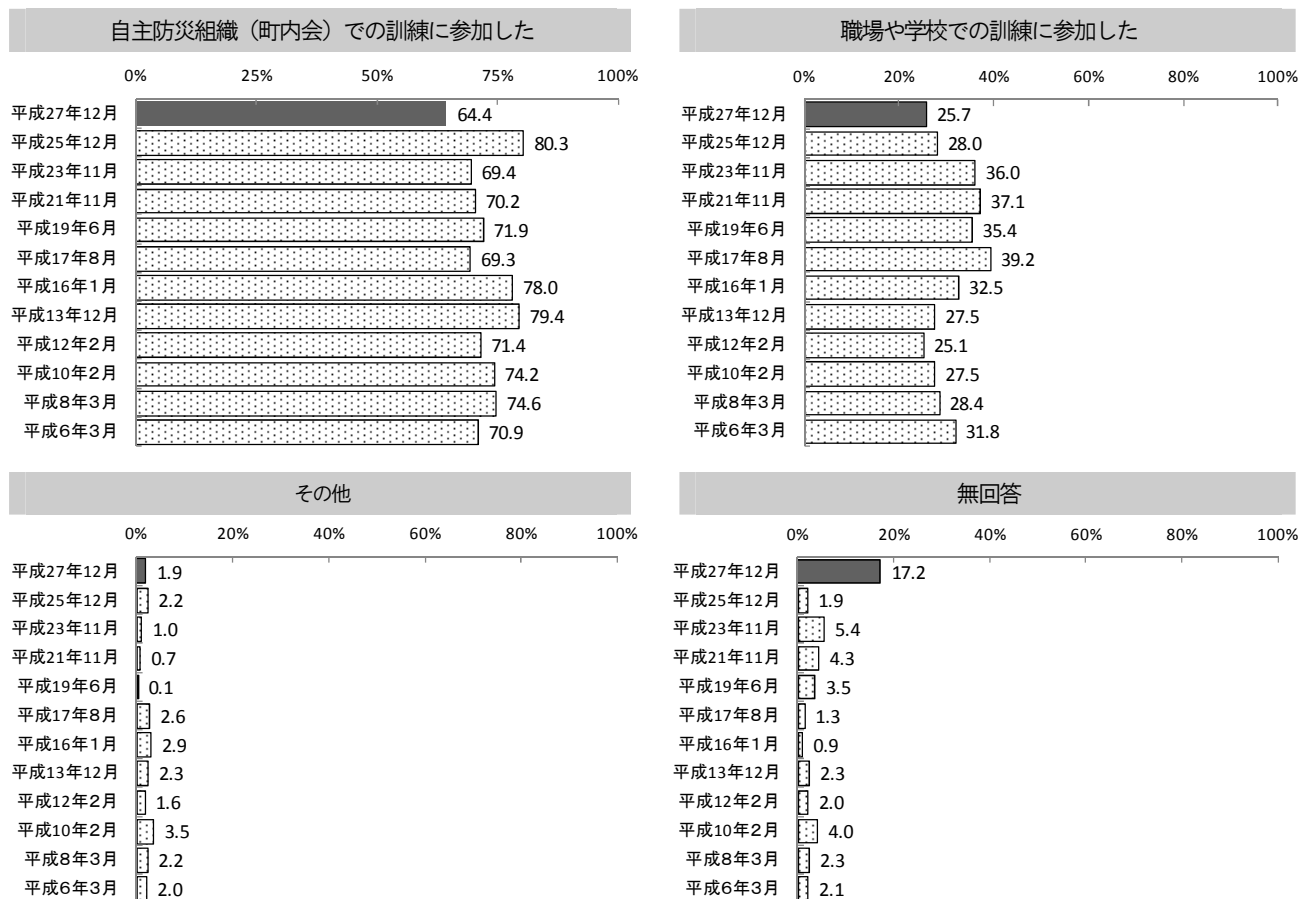 自主防災組織（町内会）での訓練に参加した
0% 25% 50% 75% 100%
平成27年12月 64.4
平成25年12月 80.3
平成23年11月 69.4
平成21年11月 70.2
平成19年6月 71.9
平成17年8月 69.3
平成16年1月 78.0
平成13年12月 79.4
平成12年2月 71.4
平成10年2月 74.2
平成8年3月 74.6
平成6年3月 70.9
職場や学校での訓練に参加した
0% 20% 40% 60% 80% 100%
平成27年12月 25.7
平成25年12月 28.0
平成23年11月 36.0
平成21年11月 37.1
平成19年6月 35.4
平成17年8月 39.2
平成16年1月 32.5
平成13年12月 27.5
平成12年2月 25.1
平成10年2月 27.5
平成8年3月 28.4
平成6年3月 31.8
その他
0% 20% 40% 60% 80% 100%
平成27年12月 1.9
平成25年12月 2.2
平成23年11月 1.0
平成21年11月 0.7
平成19年6月 0.1
平成17年8月 2.6
平成16年1月 2.9
平成13年12月 2.3
平成12年2月 1.6
平成10年2月 3.5
平成8年3月 2.2
平成6年3月 2.0
無回答
0% 20% 40% 60% 80% 100%
平成27年12月 17.2
平成25年12月 1.9
平成23年11月 5.4
平成21年11月 4.3
平成19年6月 3.5
平成17年8月 1.3
平成16年1月 0.9
平成13年12月 2.3
平成12年2月 2.0
平成10年2月 4.0
平成8年3月 2.3
平成6年3月 2.1